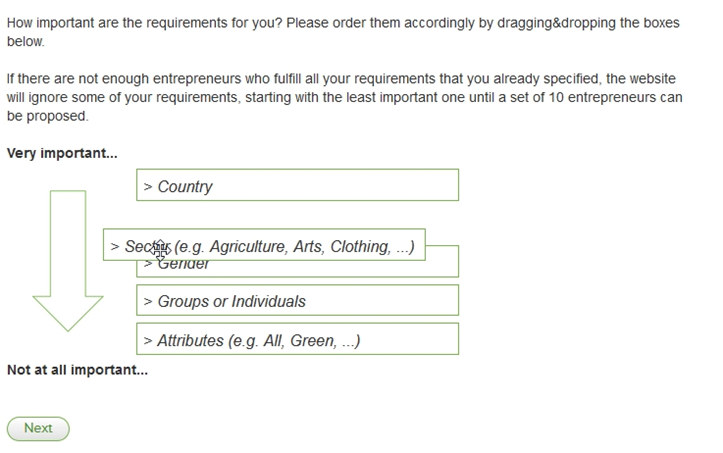 How important are the requirements for you? Please order them accordingly by dragging&dropping the boxes
below.
If there are not enough entrepreneurs who fulfill all your requirements that you already specified, the website
will ignore some of your requirements, starting with the least important one until a set of 10 entrepreneurs can
be proposed.
Very important...
> Country
> Sector (e.g. Agriculture, Arts, Clothing, ...)
> Gender
> Groups or Individuals
> Attributes (e.g. All, Green, ...)
Not at all important...
Next